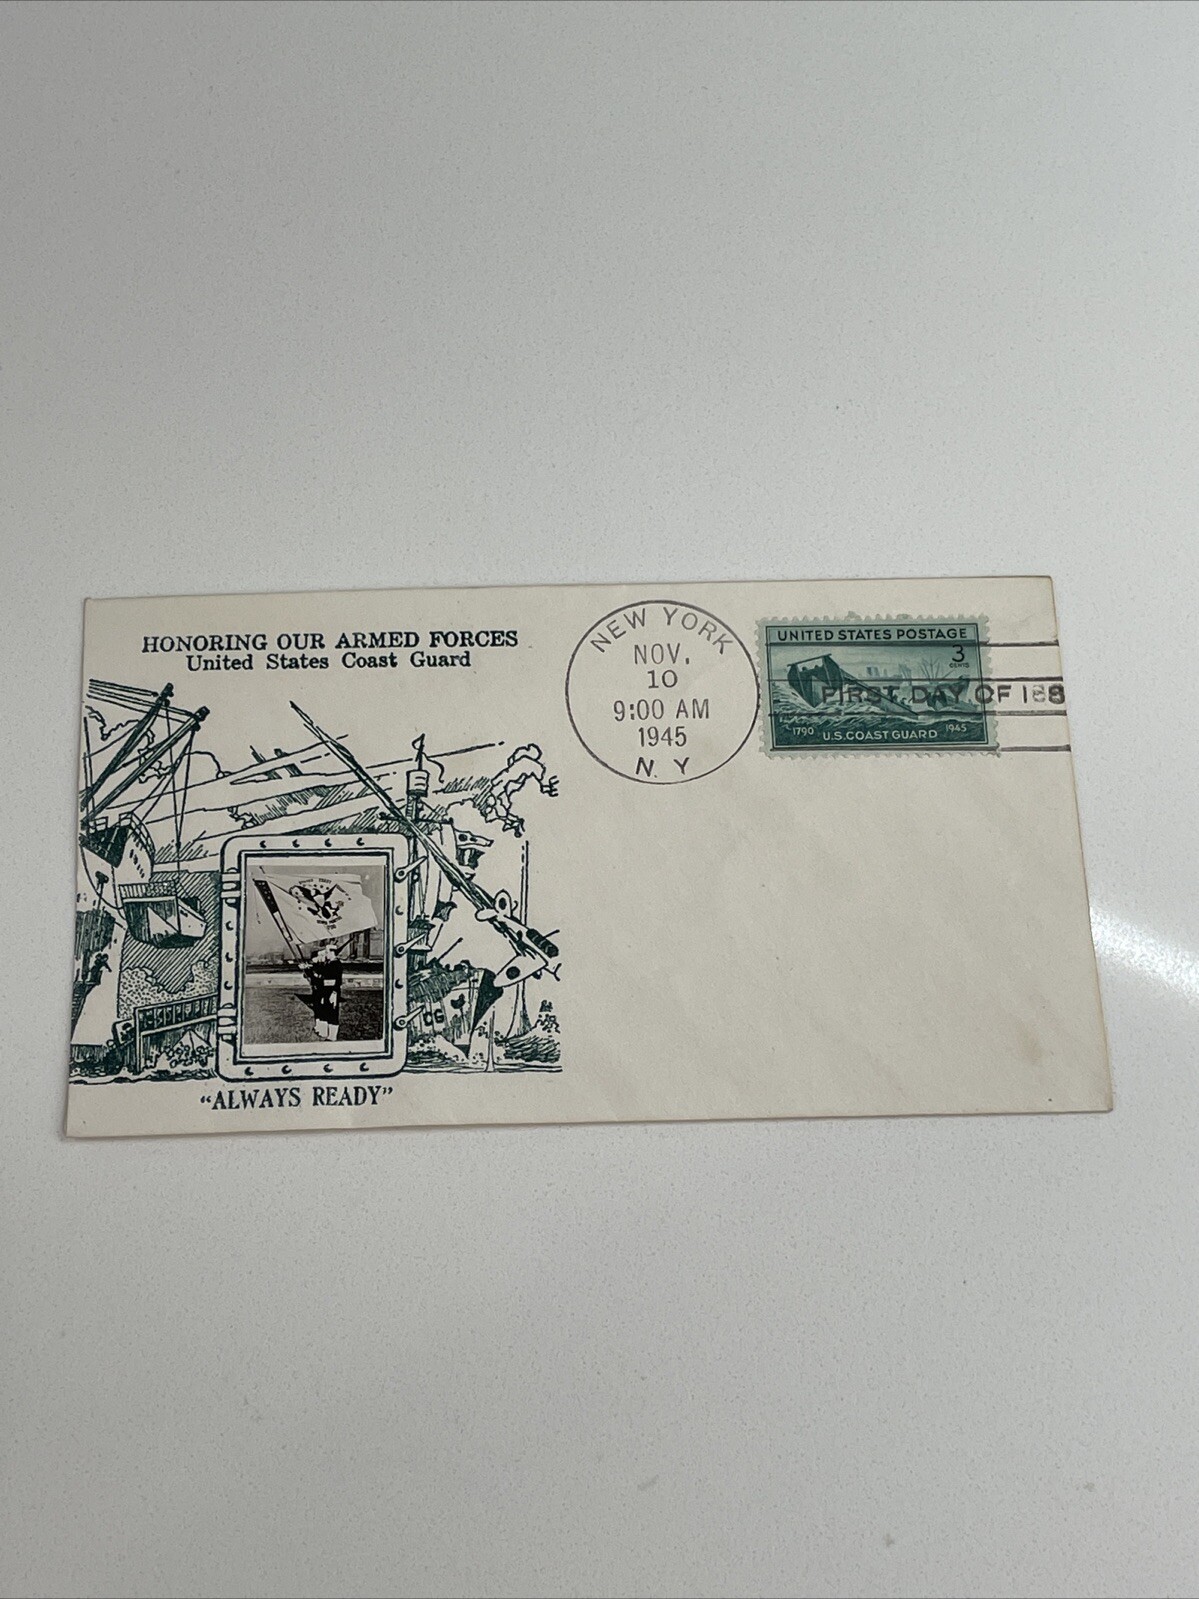 HONORING OUR ARMED FORCES
United States Coast Guard
NEW YORK
NOV.
10
9:00 AM
1945
N. Y
UNITED STATES POSTAGE
3
CENTS
FIRST DAY OF
1790 U.S. COAST GUARD 1945
CG
"ALWAYS READY"